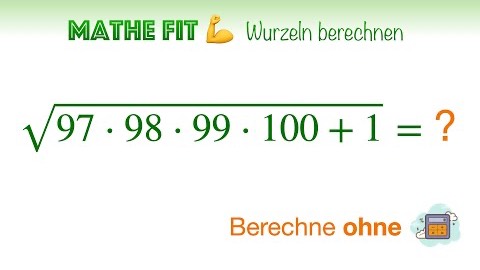 MATHE FIT 💪 Wurzeln berechnen
√97 · 98 · 99 · 100 + 1 = ?
Berechne ohne